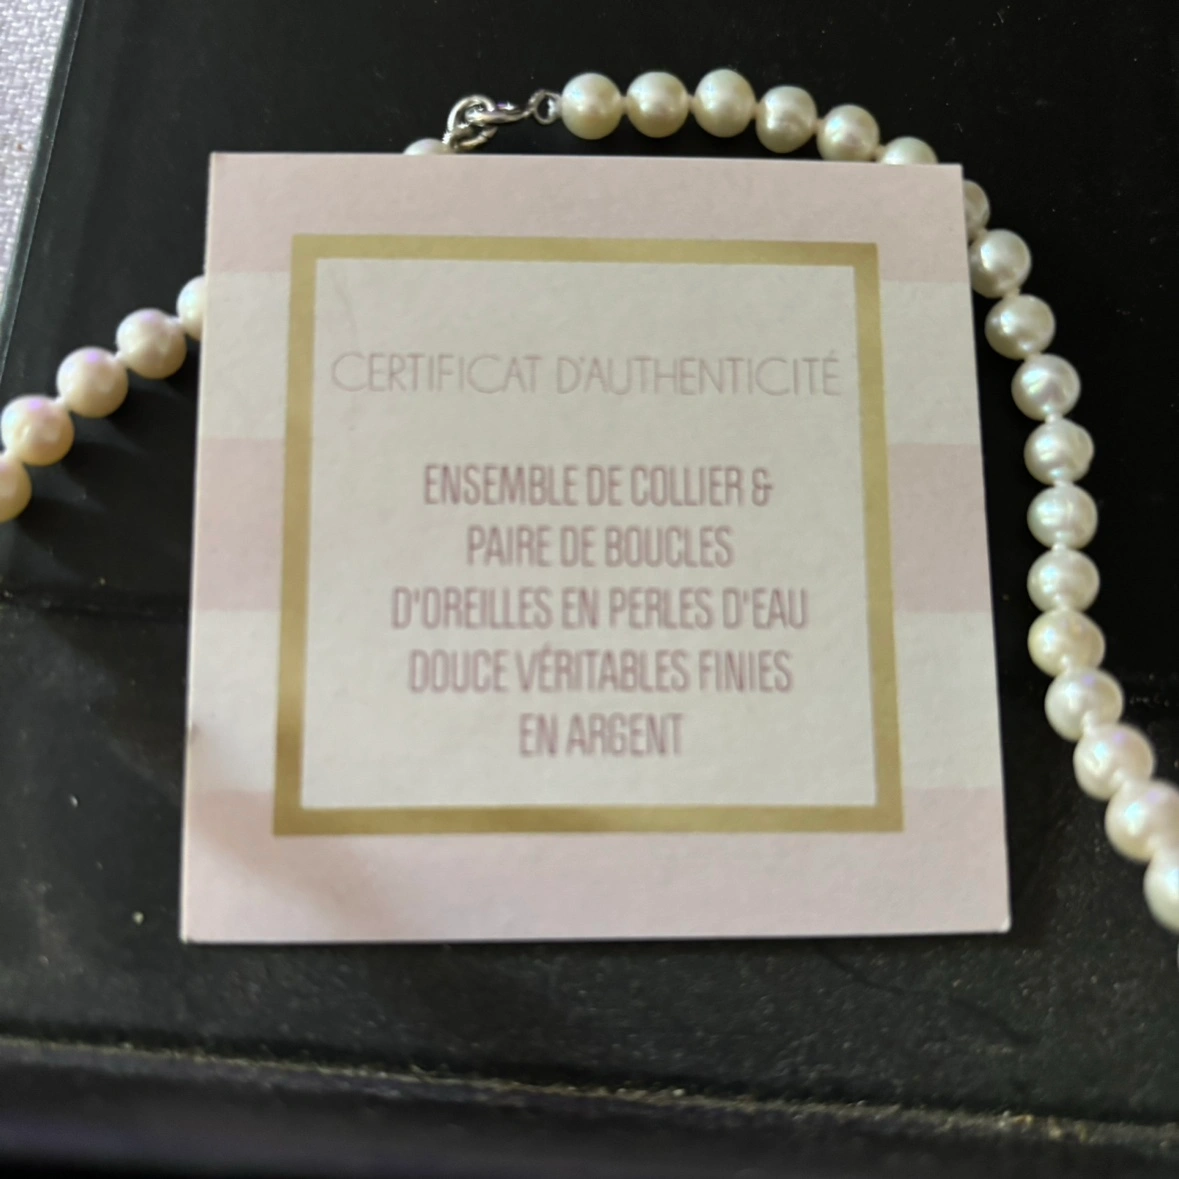 CERTIFICAT D'AUTHENTICITÉ
ENSEMBLE DE COLLIER &
PAIRE DE BOUCLES
D'OREILLES EN PERLES D'EAU
DOUCE VÉRITABLES FINIES
EN ARGENT